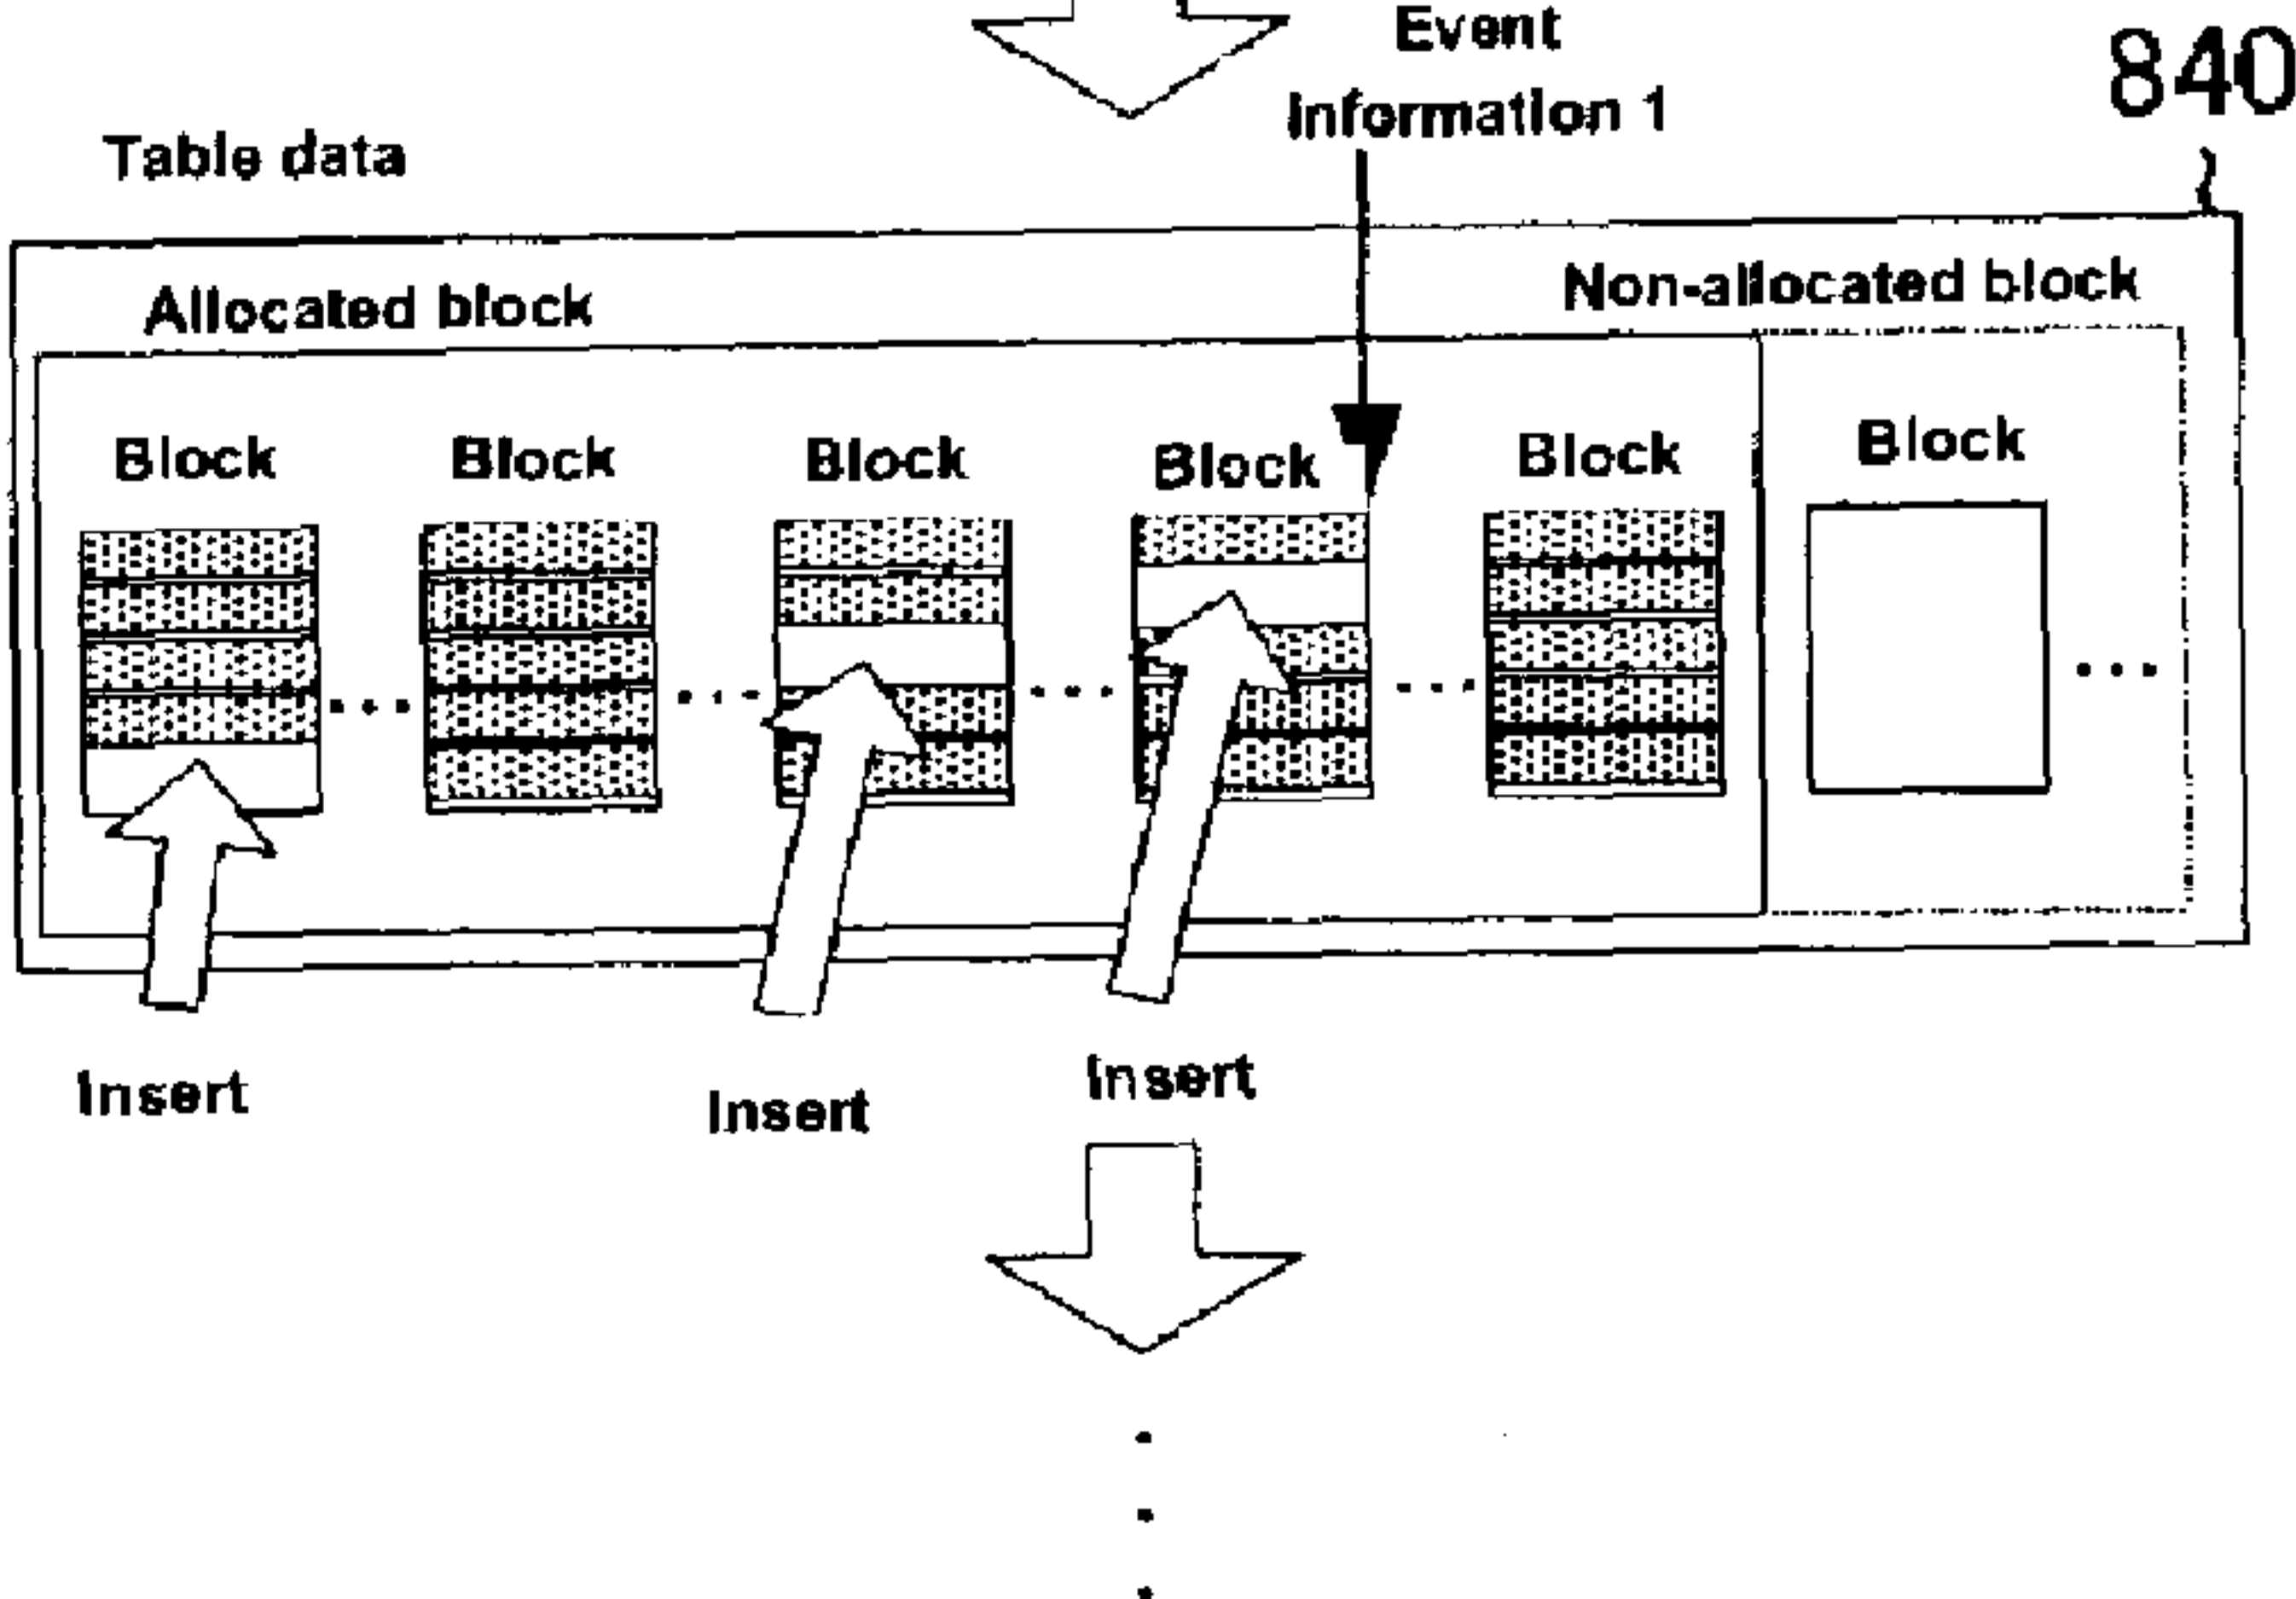 Event
Information 1
840
Table data
Allocated block
Non-allocated block
Block
Block
Block
Block
Block
Block
Insert
Insert
Insert